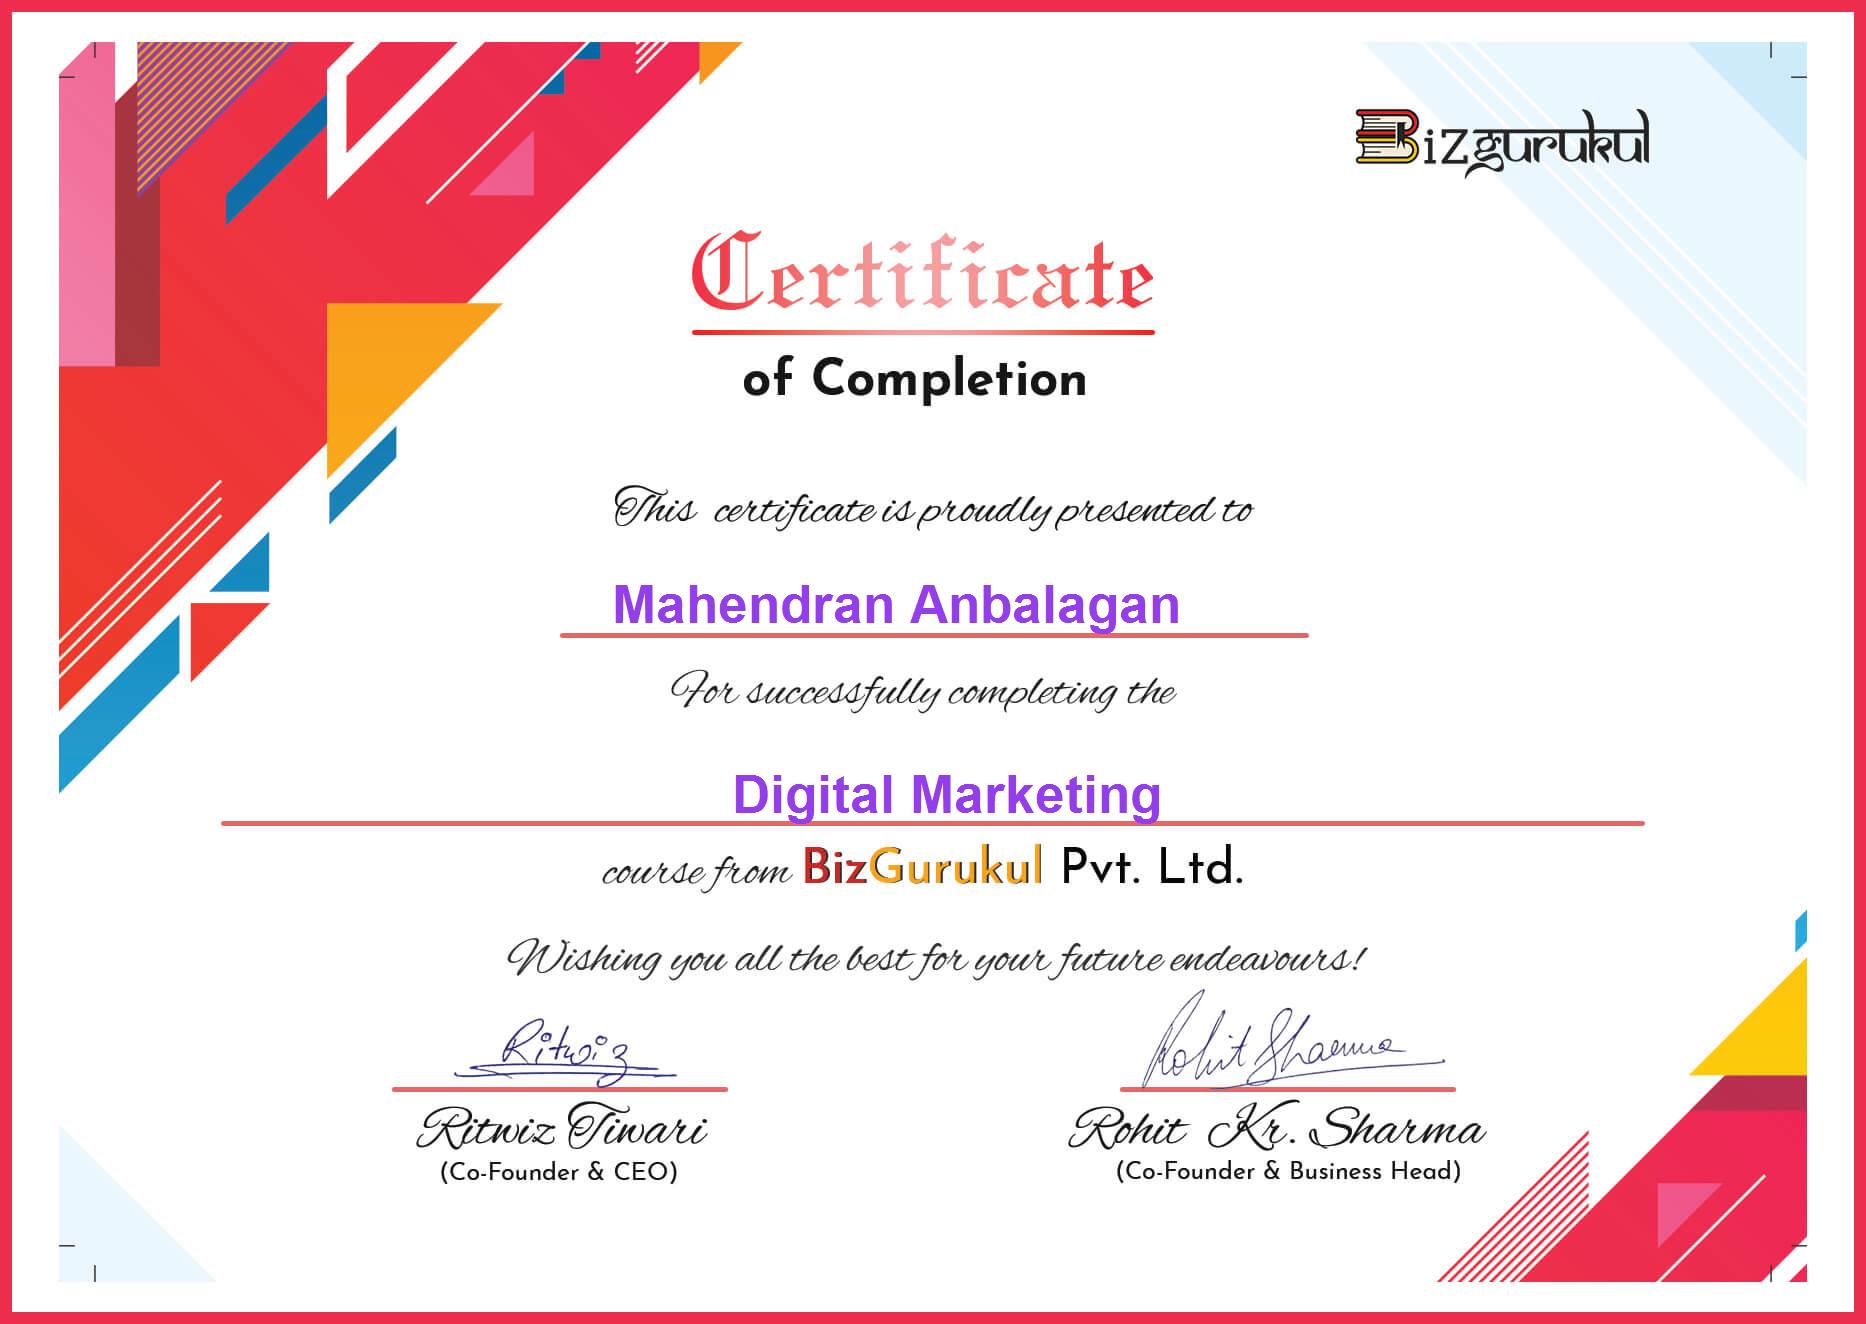 Bizgurukul
Certificate
of Completion
This certificate is proudly presented to
Mahendran Anbalagan
For successfully completing the
Digital Marketing
course from BizGurukul Pvt. Ltd.
Wishing you all the best for your future endeavours!
Ritwiz
Rohit Sharma
Ritwiz Tiwari
(Co-Founder & CEO)
Rohit Kr. Sharma
(Co-Founder & Business Head)